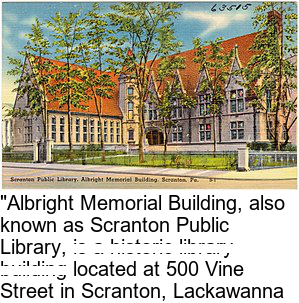 63585
Scranton Public Library, Albright Memorial Building, Scranton, Pa.
"Albright Memorial Building, also
known as Scranton Public
Library,
located at 500 Vine
Street in Scranton, Lackawanna